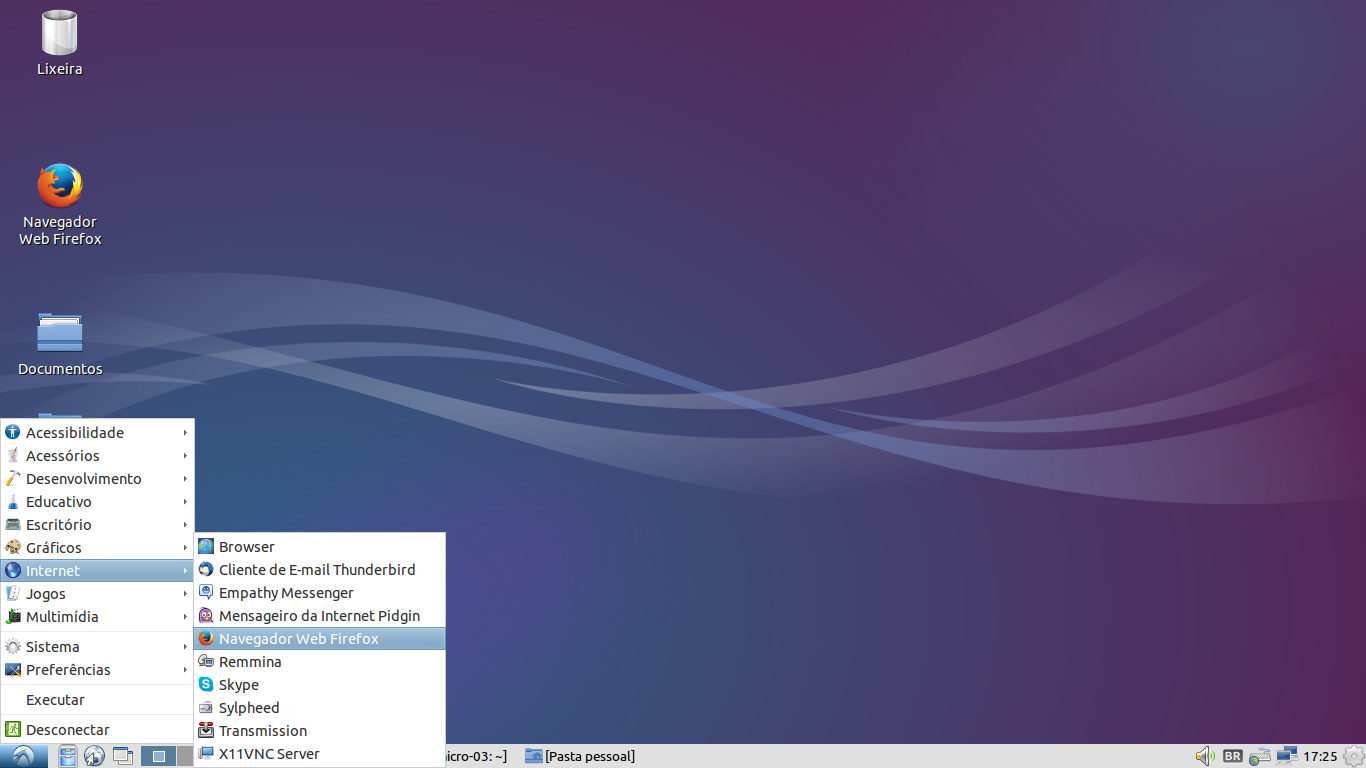 Lixeira
Navegador
Web Firefox
Documentos
Acessibilidade
Acessórios
Desenvolvimento
Educativo
Escritório
Gráficos
Internet
Jogos
Multimídia
Sistema
Preferências
Executar
Desconectar
Browser
Cliente de E-mail Thunderbird
Empathy Messenger
Mensageiro da Internet Pidgin
Navegador Web Firefox
Remmina
Skype
Sylpheed
Transmission
X11VNC Server
icro-03: ~]
[Pasta pessoal]
BR
17:25